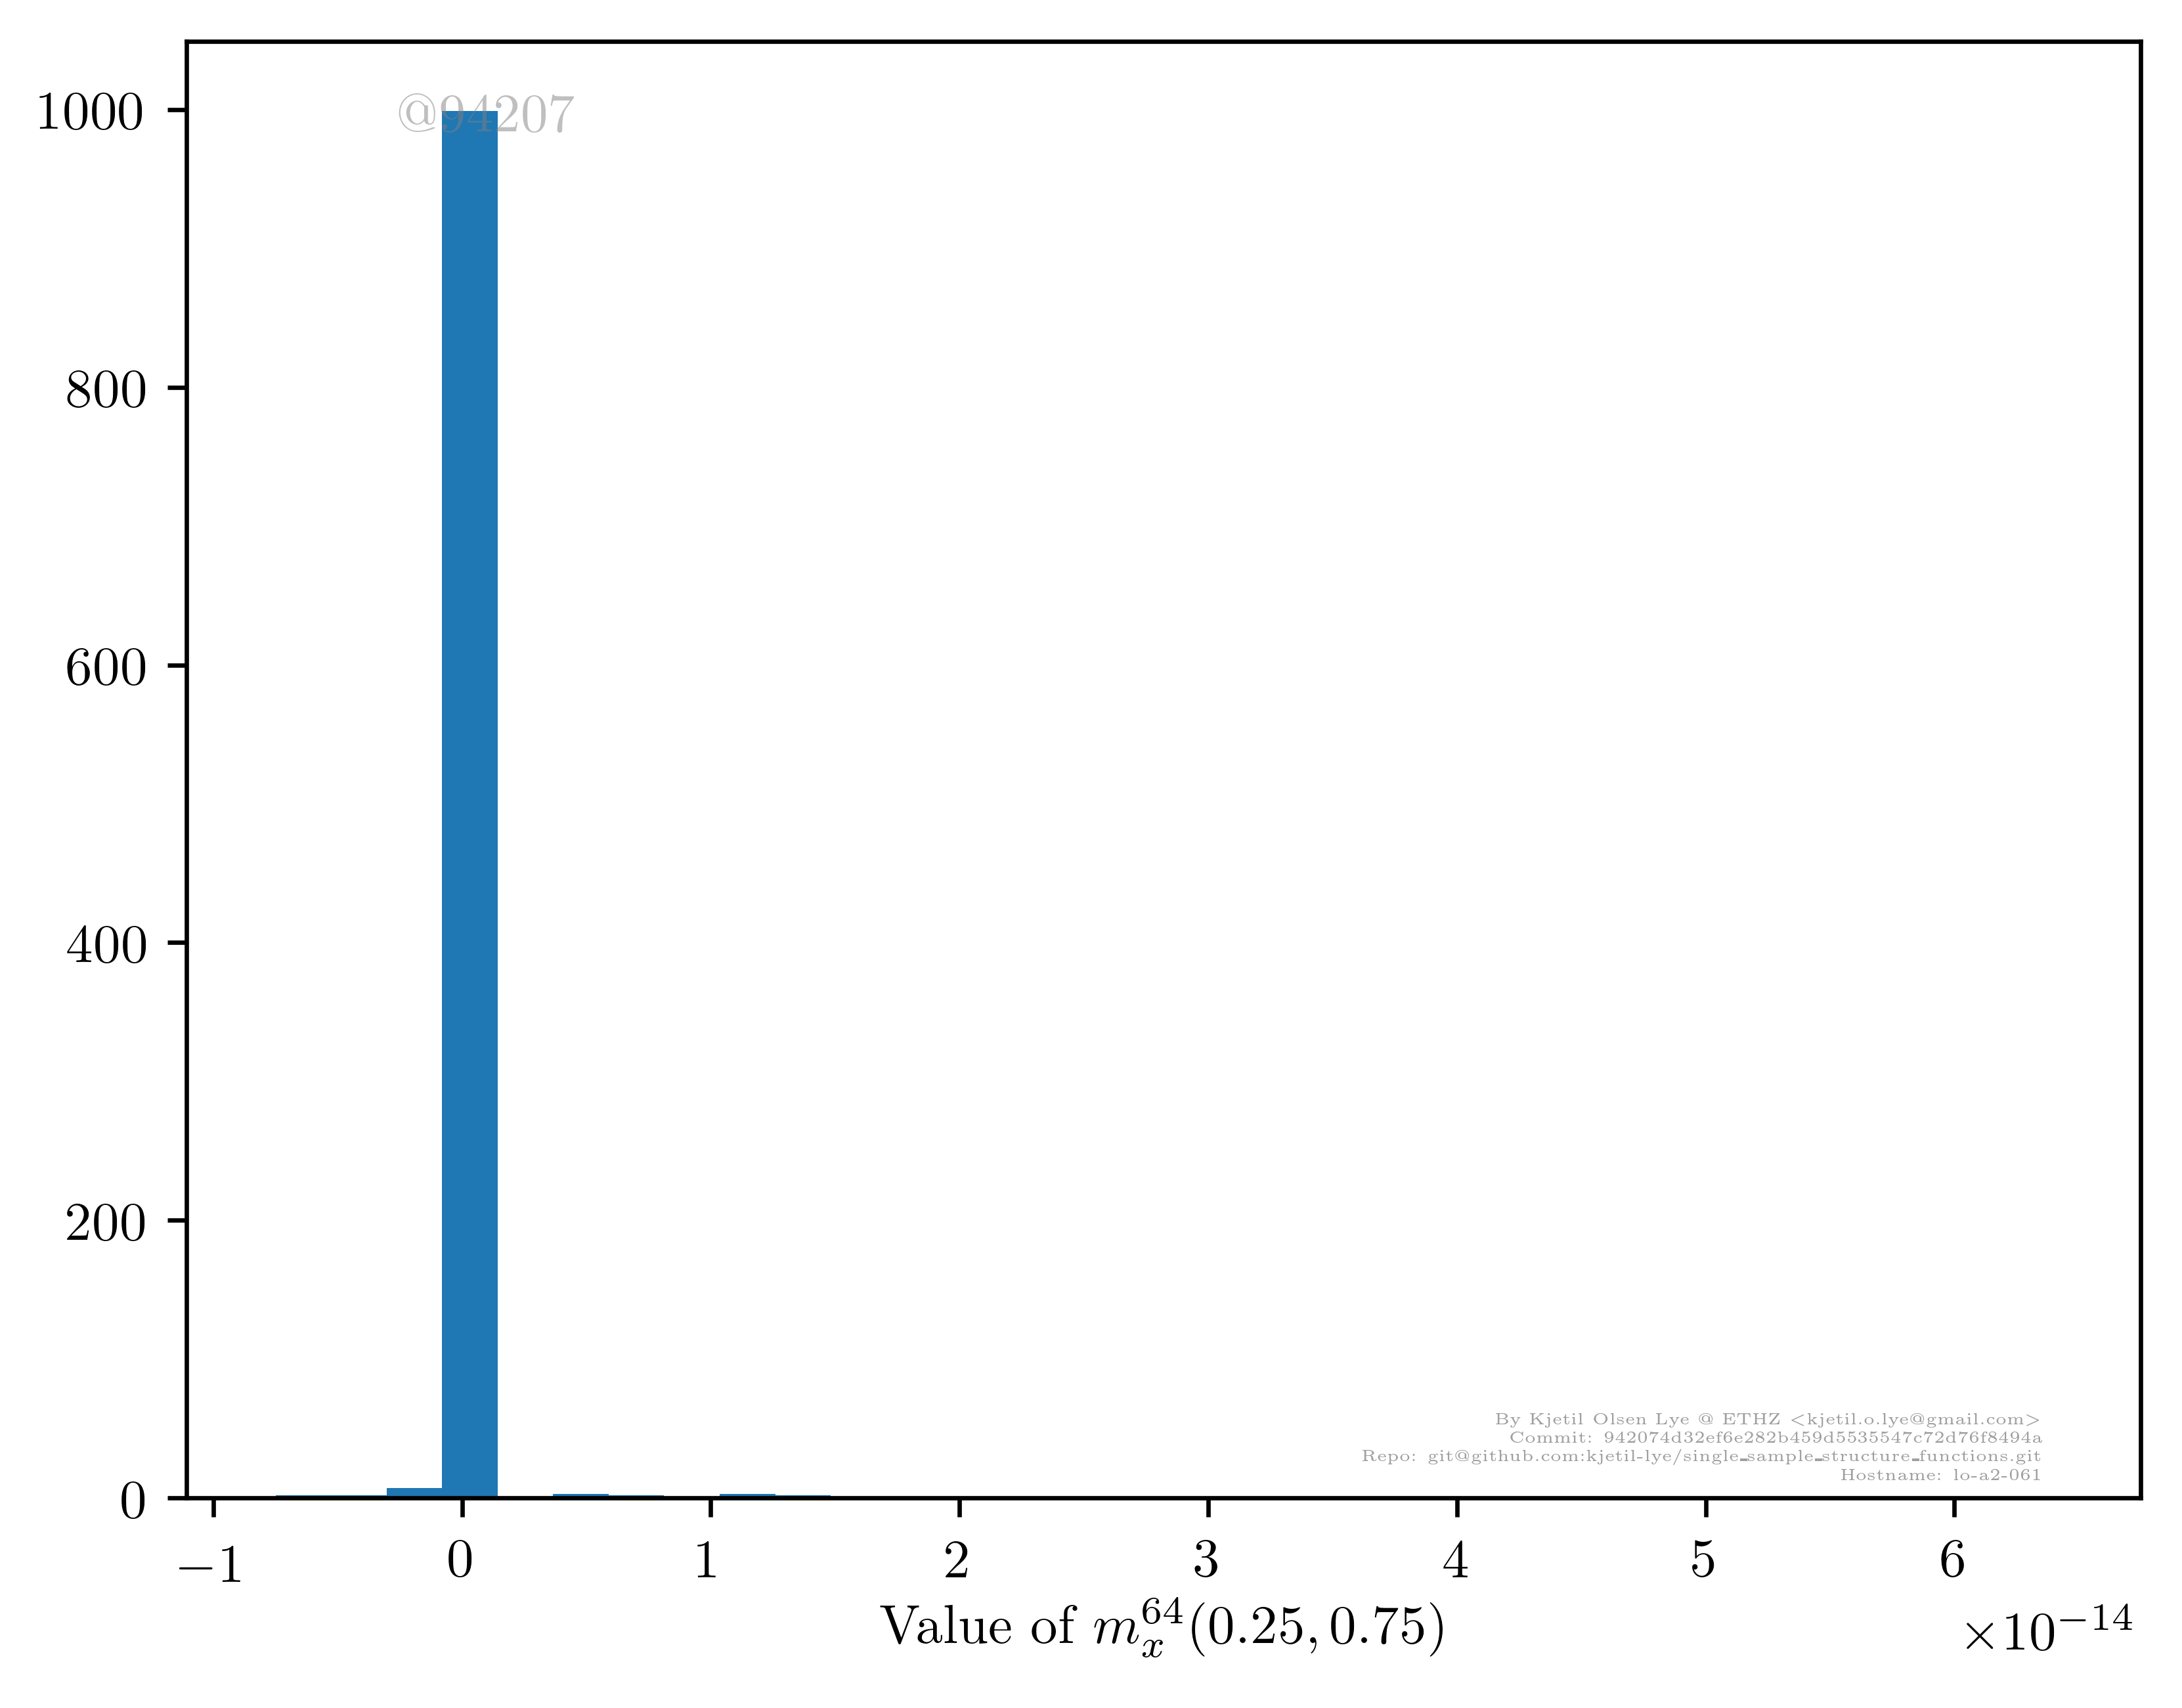 @94207
1000
800
600
400
200
0
By Kjetil Olsen Lye @ ETHZ <kjetil.o.lye@gmail.com>
Commit: 942074d32ef6e282b459d5535547c72d76f8494a
Repo: git@github.com:kjetil-lye/single_sample_structure_functions.git
Hostname: lo-a2-061
−1 0 1 2 3 4 5 6
Value of $m_x^{64}(0.25, 0.75)$
×10⁻¹⁴